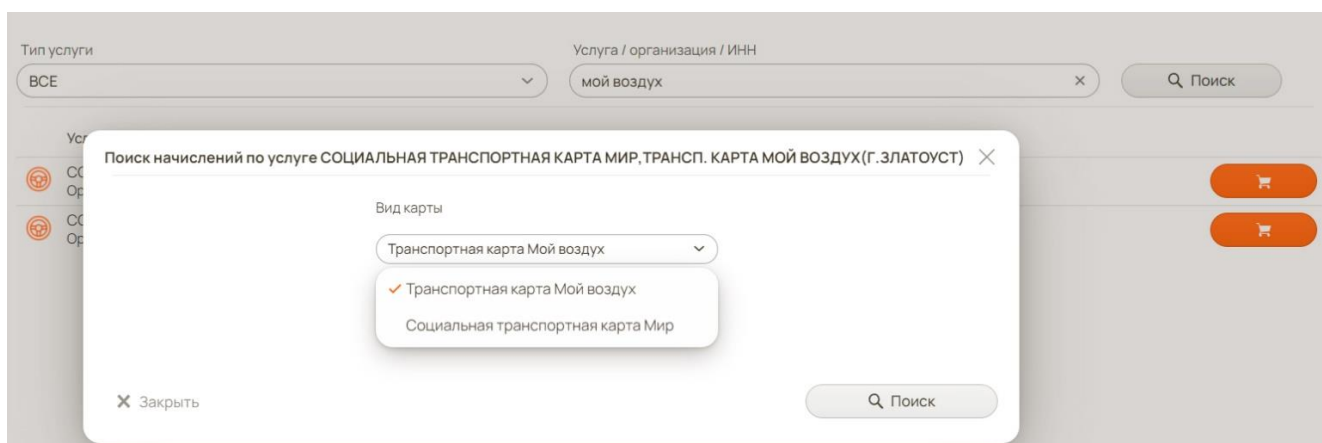 Тип услуги
Услуга / организация / ИНН
ВСЕ
мой воздух
Поиск
Поиск начислений по услуге СОЦИАЛЬНАЯ ТРАНСПОРТНАЯ КАРТА МИР,ТРАНСП. КАРТА МОЙ ВОЗДУХ(Г.ЗЛАТОУСТ)
Вид карты
Транспортная карта Мой воздух
Транспортная карта Мой воздух
Социальная транспортная карта Мир
Закрыть
Поиск